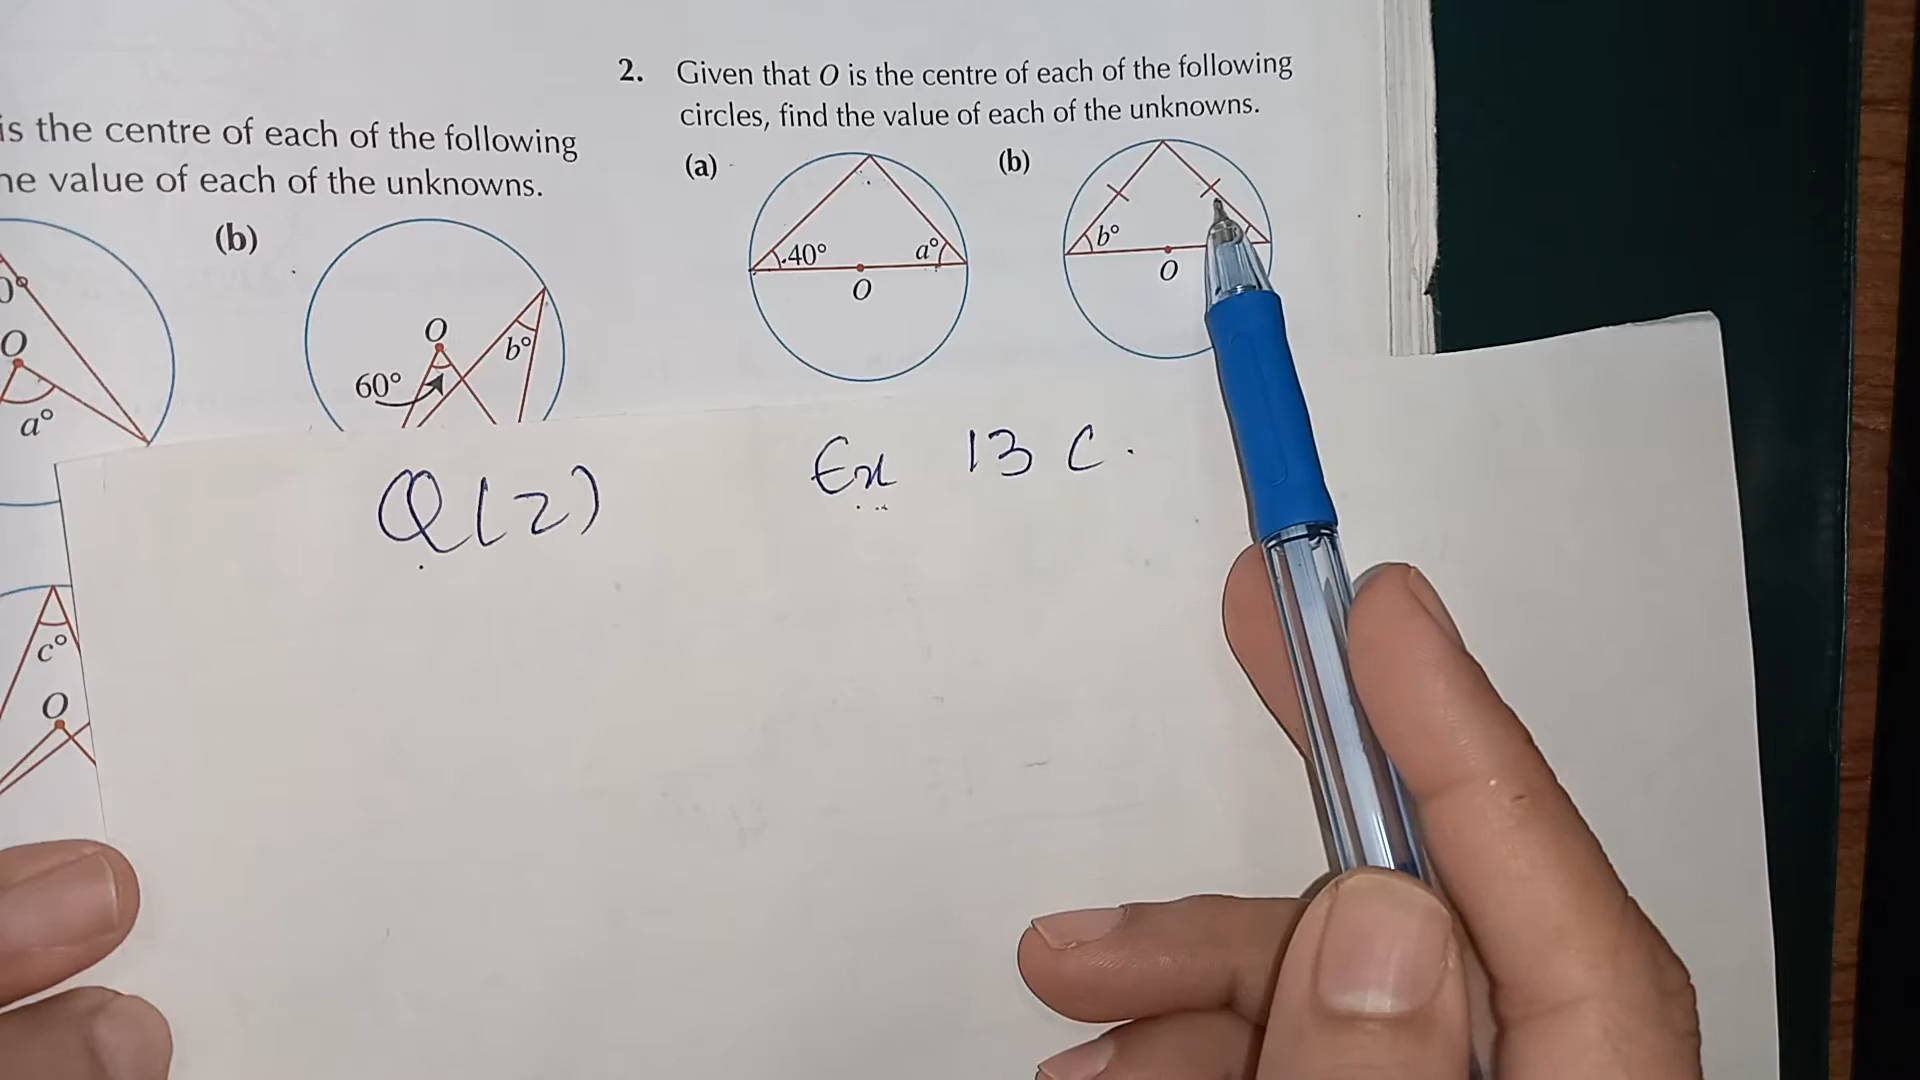 2. Given that O is the centre of each of the following
circles, find the value of each of the unknowns.
(a)
40°
a°
O
(b)
b°
O
is the centre of each of the following
he value of each of the unknowns.
0°
O
a°
(b)
O
b°
60°
c°
O
Q(2)
Ex 13 C.